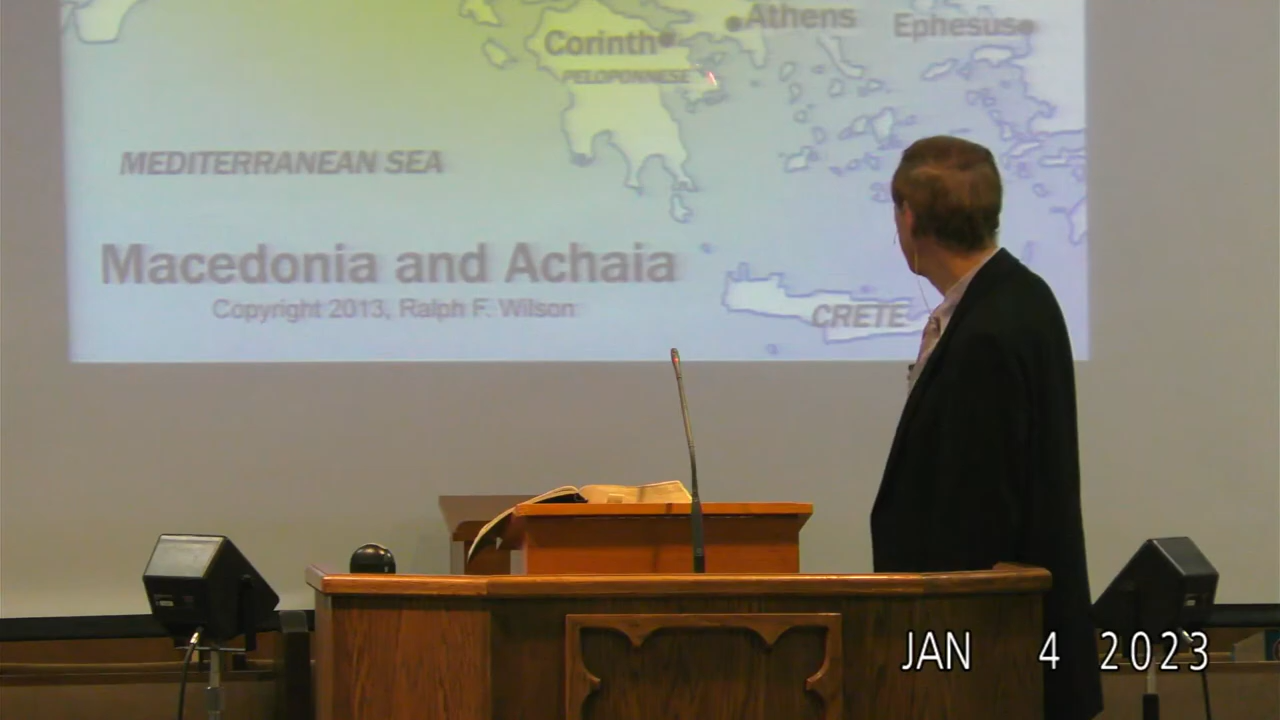 Athens
Ephesus
Corinth
PELOPONNESE
MEDITERRANEAN SEA
Macedonia and Achaia
Copyright 2013, Ralph F. Wilson
CRETE
JAN 4 2023